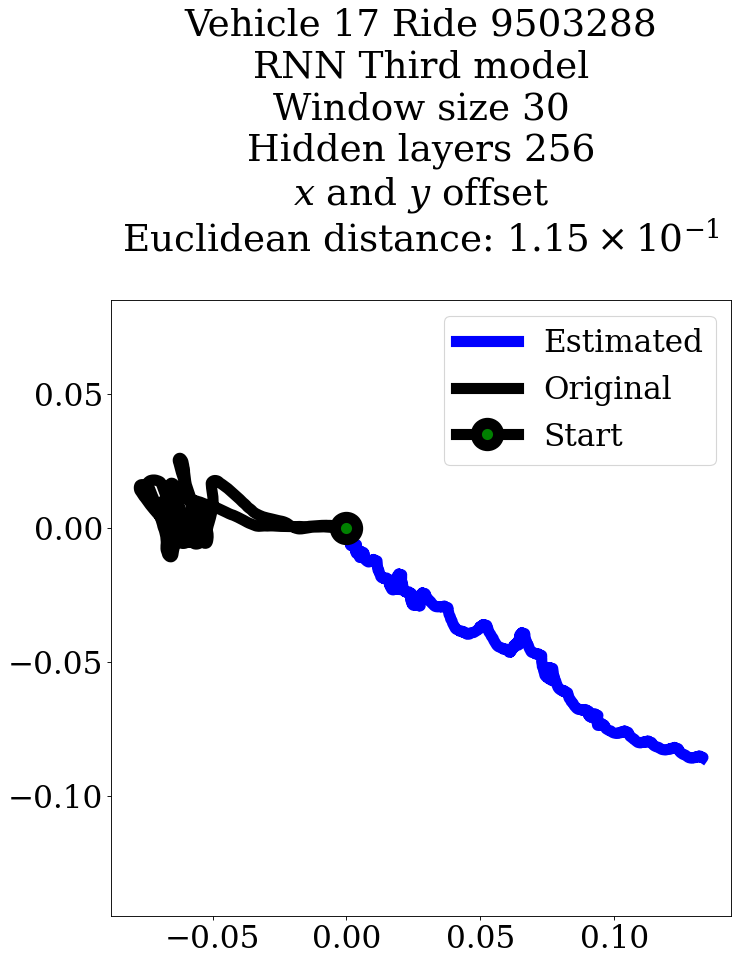 Vehicle 17 Ride 9503288
RNN Third model
Window size 30
Hidden layers 256
x and y offset
Euclidean distance: 1.15 × 10⁻¹
Estimated
Original
Start
0.05
0.00
−0.05
−0.10
−0.05 0.00 0.05 0.10